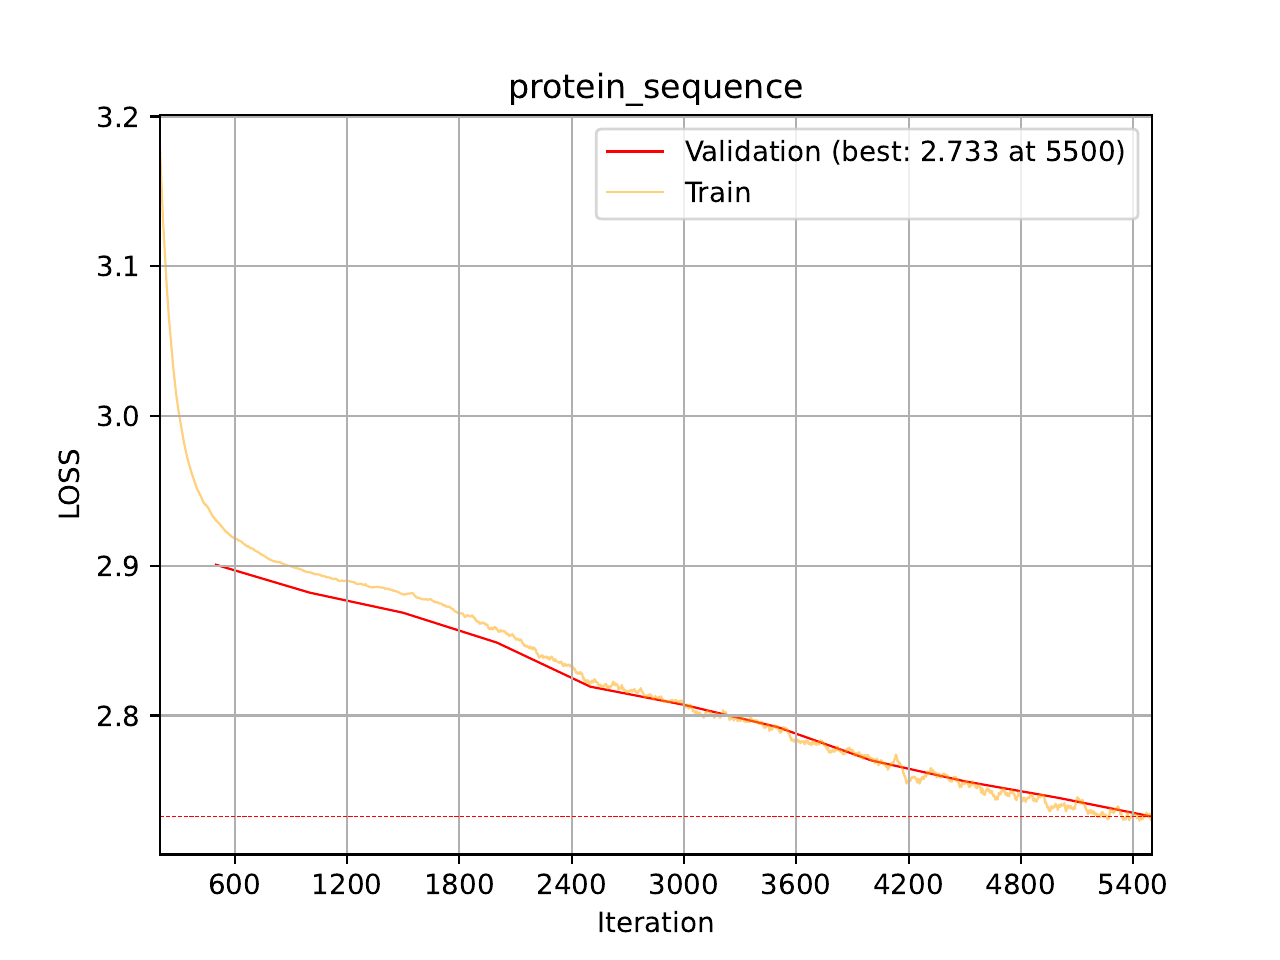 protein_sequence
3.2
3.1
3.0
2.9
2.8
LOSS
Validation (best: 2.733 at 5500)
Train
600 1200 1800 2400 3000 3600 4200 4800 5400
Iteration